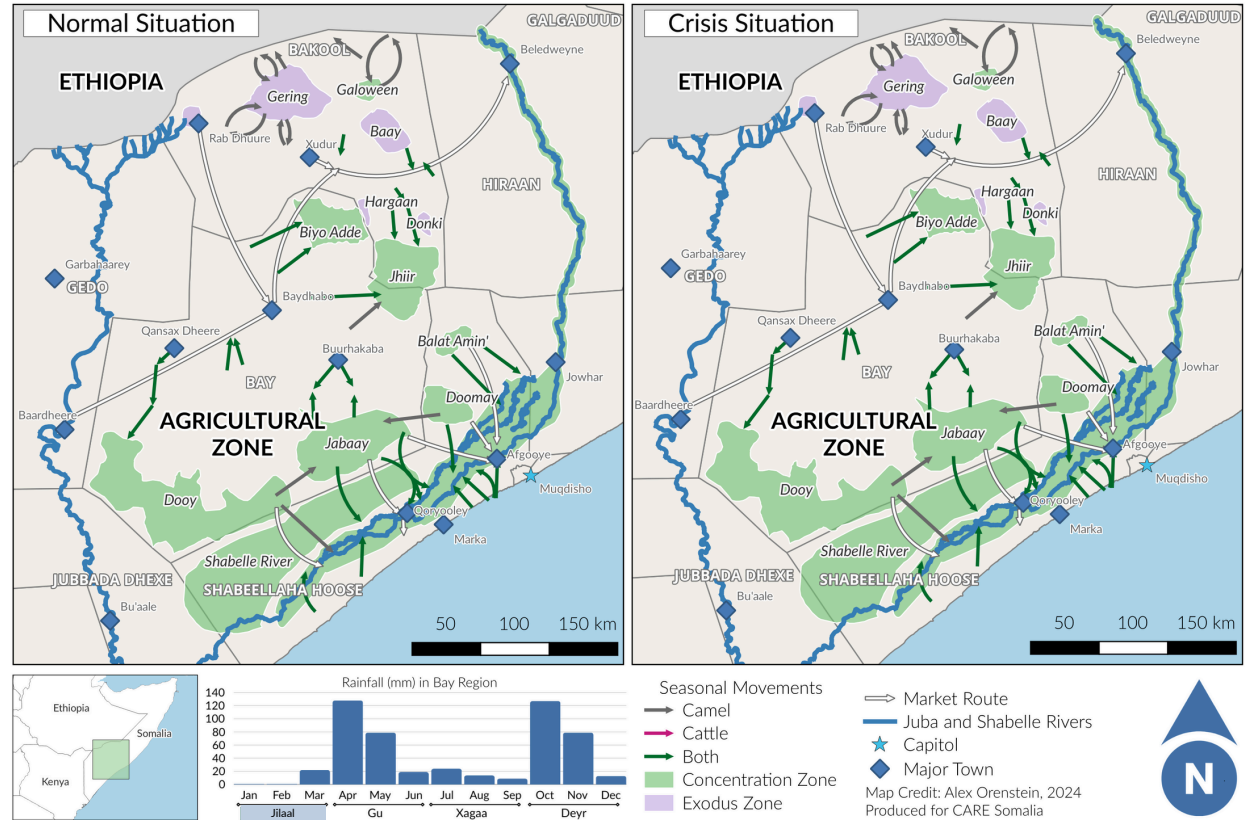 Normal Situation
GALGADUUD
Beledweyne
BAKOOL
ETHIOPIA
Gering
Galoween
Rab Dhuure
Baay
Xudur
HIRAAN
Hargaan
Biyo Adde
Donki
Garbahaarey
GEDO
Jhiir
Baydhabo
Qansax Dheere
Buurhakaba
Balat Amin'
Jowhar
BAY
Baardheere
AGRICULTURAL
ZONE
Doomay
Jabaay
Afgooye
Dooy
Muqdisho
Qoryooley
Marka
Shabelle River
JUBBADA DHEXE
SHABEELLAHA HOOSE
Bu'aale
50 100 150 km
Crisis Situation
GALGADUUD
Beledweyne
BAKOOL
ETHIOPIA
Gering
Galoween
Rab Dhuure
Baay
Xudur
HIRAAN
Hargaan
Biyo Adde
Donki
Garbahaarey
GEDO
Jhiir
Baydhabo
Qansax Dheere
Buurhakaba
Balat Amin'
Jowhar
BAY
Baardheere
AGRICULTURAL
ZONE
Doomay
Jabaay
Afgooye
Dooy
Muqdisho
Qoryooley
Marka
Shabelle River
JUBBADA DHEXE
SHABEELLAHA HOOSE
Bu'aale
50 100 150 km
Ethiopia
Somalia
Kenya
Rainfall (mm) in Bay Region
140
120
100
80
60
40
20
0
Jan Feb Mar Apr May Jun Jul Aug Sep Oct Nov Dec
Jilaal Gu Xagaa Deyr
Seasonal Movements
Camel
Cattle
Both
Concentration Zone
Exodus Zone
Market Route
Juba and Shabelle Rivers
Capitol
Major Town
Map Credit: Alex Orenstein, 2024
Produced for CARE Somalia
N